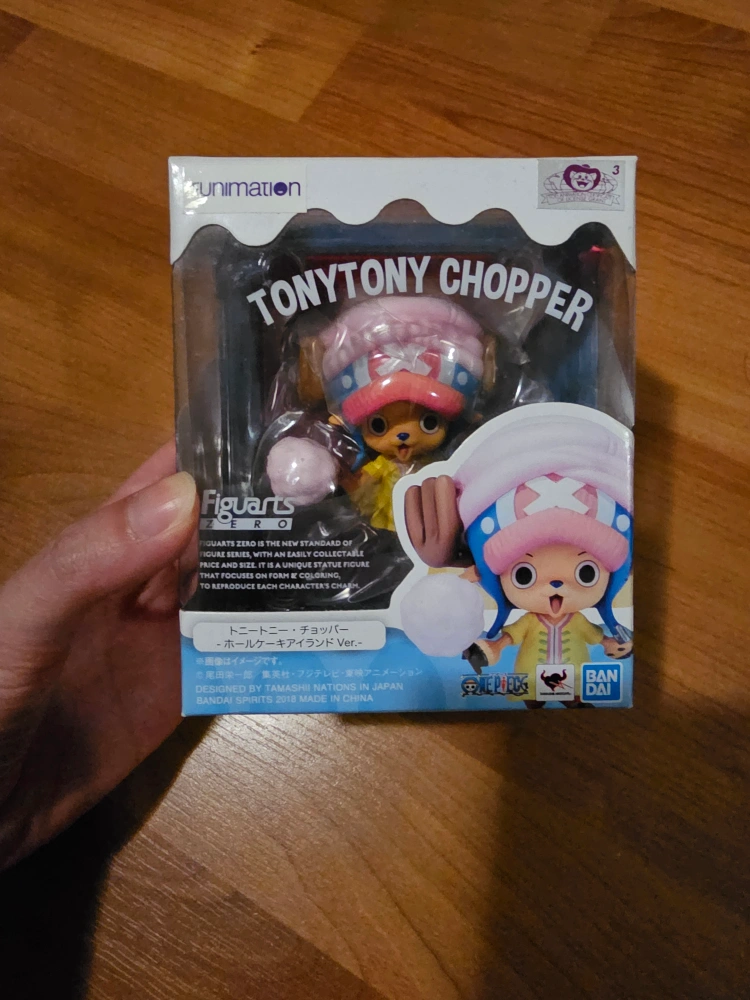 FUNIMATION
3
TONYTONY CHOPPER
Figuarts
ZERO
FIGUARTS ZERO IS THE NEW STANDARD OF
FIGURE SERIES, WITH AN EASILY COLLECTABLE
PRICE AND SIZE. IT IS A UNIQUE STATUE FIGURE
THAT FOCUSES ON FORM & COLORING,
TO REPRODUCE EACH CHARACTER'S CHARM.
トニートニー・チョッパー
-ホールケーキアイランドVer.-
※画像はイメージです。
© 尾田栄一郎/集英社・フジテレビ・東映アニメーション
DESIGNED BY TAMASHII NATIONS IN JAPAN
BANDAI SPIRITS 2018 MADE IN CHINA
ONE PIECE
BAN
DAI